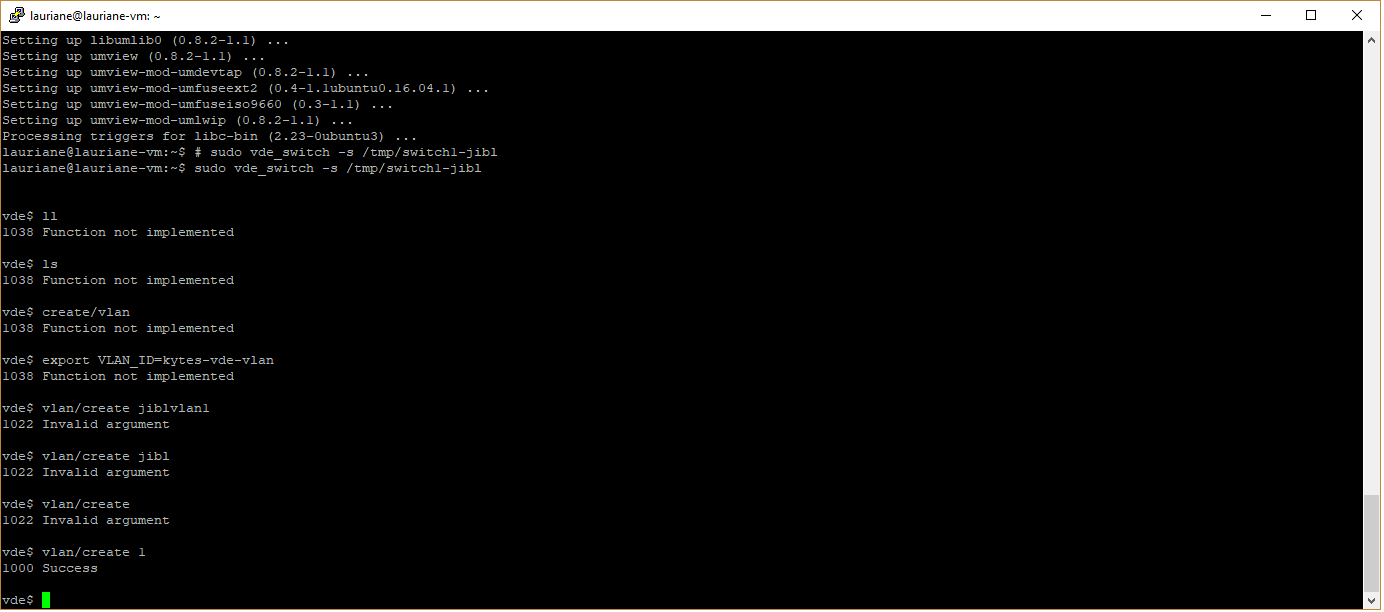 lauriane@lauriane-vm: ~
Setting up libumlib0 (0.8.2-1.1) ...
Setting up umview (0.8.2-1.1) ...
Setting up umview-mod-umdevtap (0.8.2-1.1) ...
Setting up umview-mod-umfuseext2 (0.4-1.1ubuntu0.16.04.1) ...
Setting up umview-mod-umfuseiso9660 (0.3-1.1) ...
Setting up umview-mod-umlwip (0.8.2-1.1) ...
Processing triggers for libc-bin (2.23-0ubuntu3) ...
lauriane@lauriane-vm:~$ # sudo vde_switch -s /tmp/switch1-jibl
lauriane@lauriane-vm:~$ sudo vde_switch -s /tmp/switch1-jibl
vde$ ll
1038 Function not implemented
vde$ ls
1038 Function not implemented
vde$ create/vlan
1038 Function not implemented
vde$ export VLAN_ID=kytes-vde-vlan
1038 Function not implemented
vde$ vlan/create jiblvlan1
1022 Invalid argument
vde$ vlan/create jibl
1022 Invalid argument
vde$ vlan/create
1022 Invalid argument
vde$ vlan/create 1
1000 Success
vde$